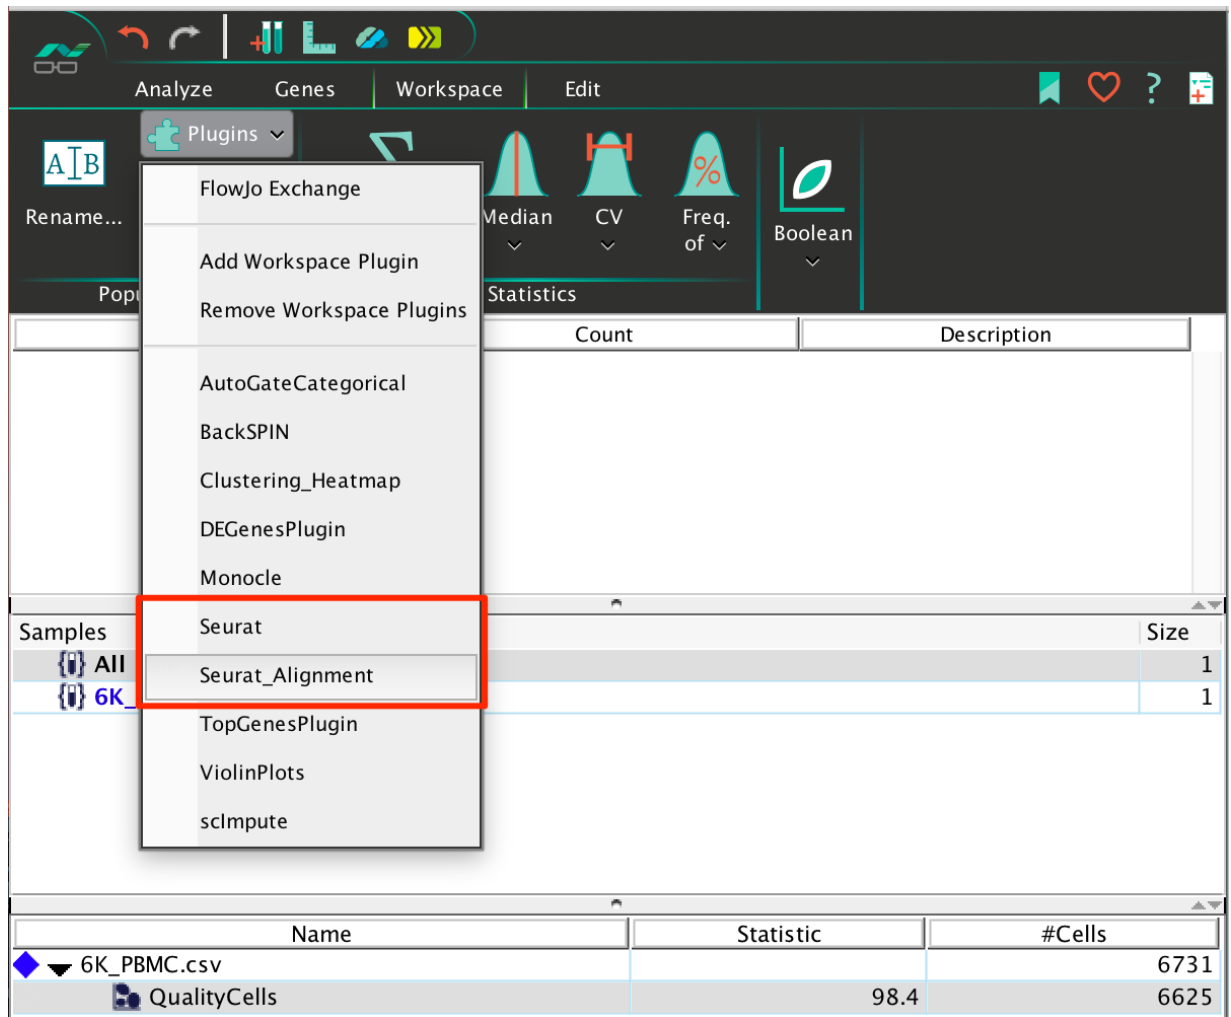 Analyze Genes Workspace Edit
?
Plugins
A B
%
Rename...
Median CV Freq. of
Boolean
Statistics
FlowJo Exchange
Add Workspace Plugin
Remove Workspace Plugins
AutoGateCategorical
BackSPIN
Clustering_Heatmap
DEGenesPlugin
Monocle
Seurat
Seurat_Alignment
TopGenesPlugin
ViolinPlots
scImpute
Count Description
Samples Size
All 1
6K_ 1
Name Statistic #Cells
6K_PBMC.csv 6731
QualityCells 98.4 6625